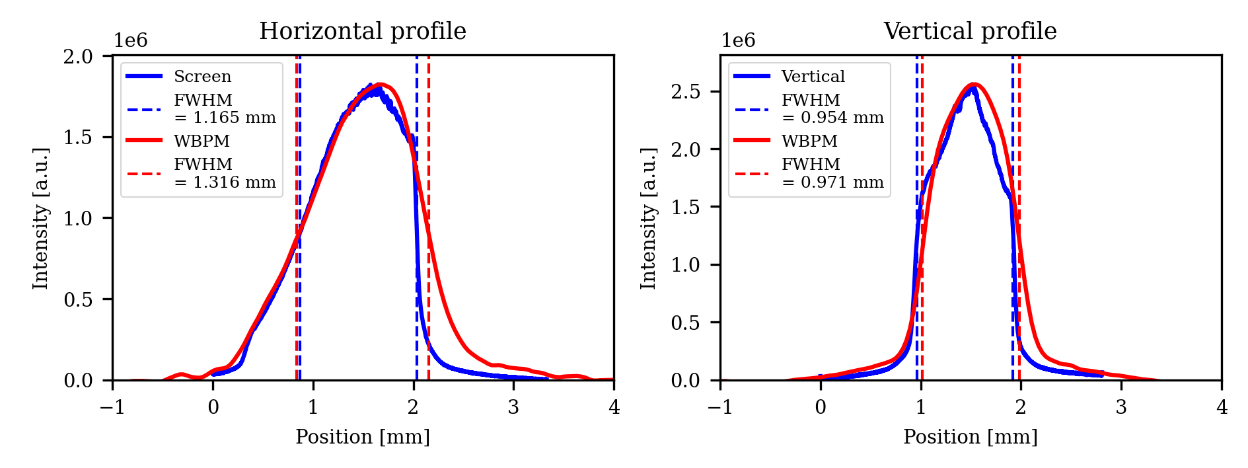 Horizontal profile
1e6
2.0
1.5
1.0
0.5
0.0
Intensity [a.u.]
Screen
FWHM
= 1.165 mm
WBPM
FWHM
= 1.316 mm
−1
0
1
2
3
4
Position [mm]
Vertical profile
1e6
2.5
2.0
1.5
1.0
0.5
0.0
Intensity [a.u.]
Vertical
FWHM
= 0.954 mm
WBPM
FWHM
= 0.971 mm
−1
0
1
2
3
4
Position [mm]